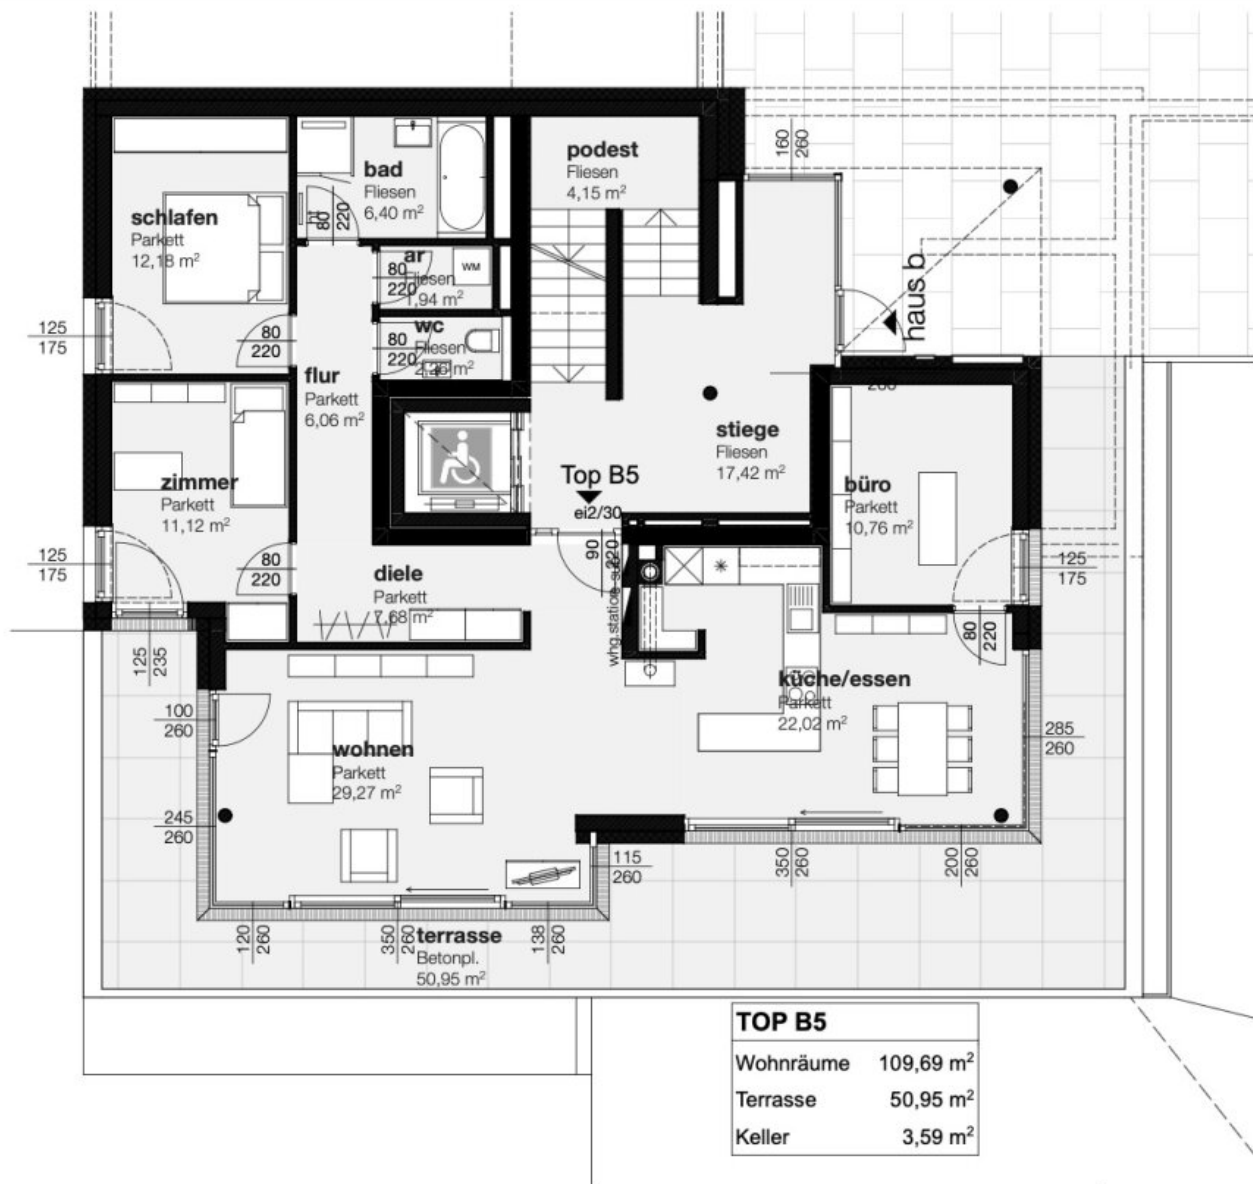 160
260
podest
Fliesen
4,15 m²
bad
Fliesen
6,40 m²
80
220
schlafen
Parkett
12,18 m²
ar
Fliesen
1,94 m²
WM
80
220
haus b
125
175
80
220
wc
Fliesen
80
220
flur
Parkett
6,06 m²
stiege
Fliesen
17,42 m²
Top B5
ei2/30
zimmer
Parkett
11,12 m²
büro
Parkett
10,76 m²
125
175
80
220
90
220
125
175
diele
Parkett
7,68 m²
whg.station
80
220
125
235
küche/essen
Parkett
22,02 m²
100
260
285
260
wohnen
Parkett
29,27 m²
245
260
115
260
350
260
200
260
120
260
350
260
138
260
terrasse
Betonpl.
50,95 m²
TOP B5
Wohnräume 109,69 m²
Terrasse 50,95 m²
Keller 3,59 m²